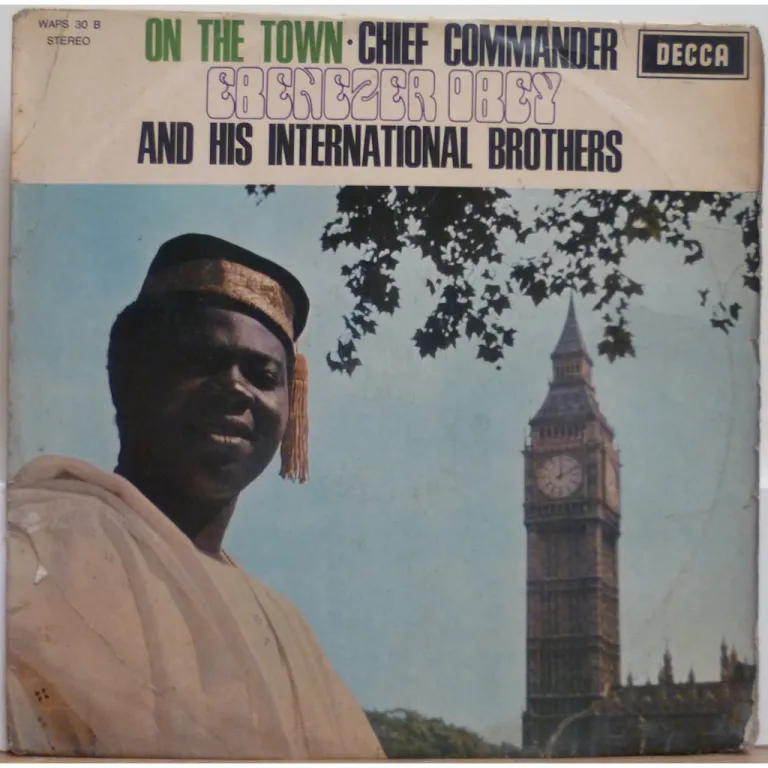 WAPS 30 B
STEREO
ON THE TOWN · CHIEF COMMANDER
DECCA
EBENEZER OBEY
AND HIS INTERNATIONAL BROTHERS